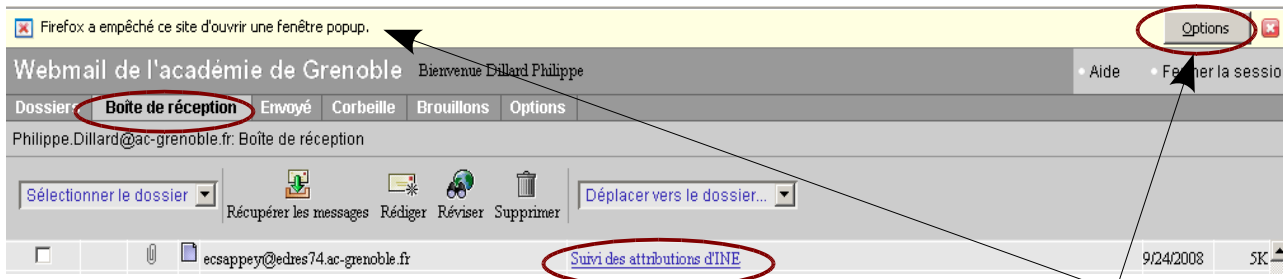 Firefox a empêché ce site d'ouvrir une fenêtre popup. Options
Webmail de l'académie de Grenoble Bienvenue Dillard Philippe Aide Fermer la sessio
Dossiers Boîte de réception Envoyé Corbeille Brouillons Options
Philippe.Dillard@ac-grenoble.fr: Boîte de réception
Sélectionner le dossier Récupérer les messages Rédiger Réviser Supprimer Déplacer vers le dossier...
ecsappey@edres74.ac-grenoble.fr Suivi des attributions d'INE 9/24/2008 5K